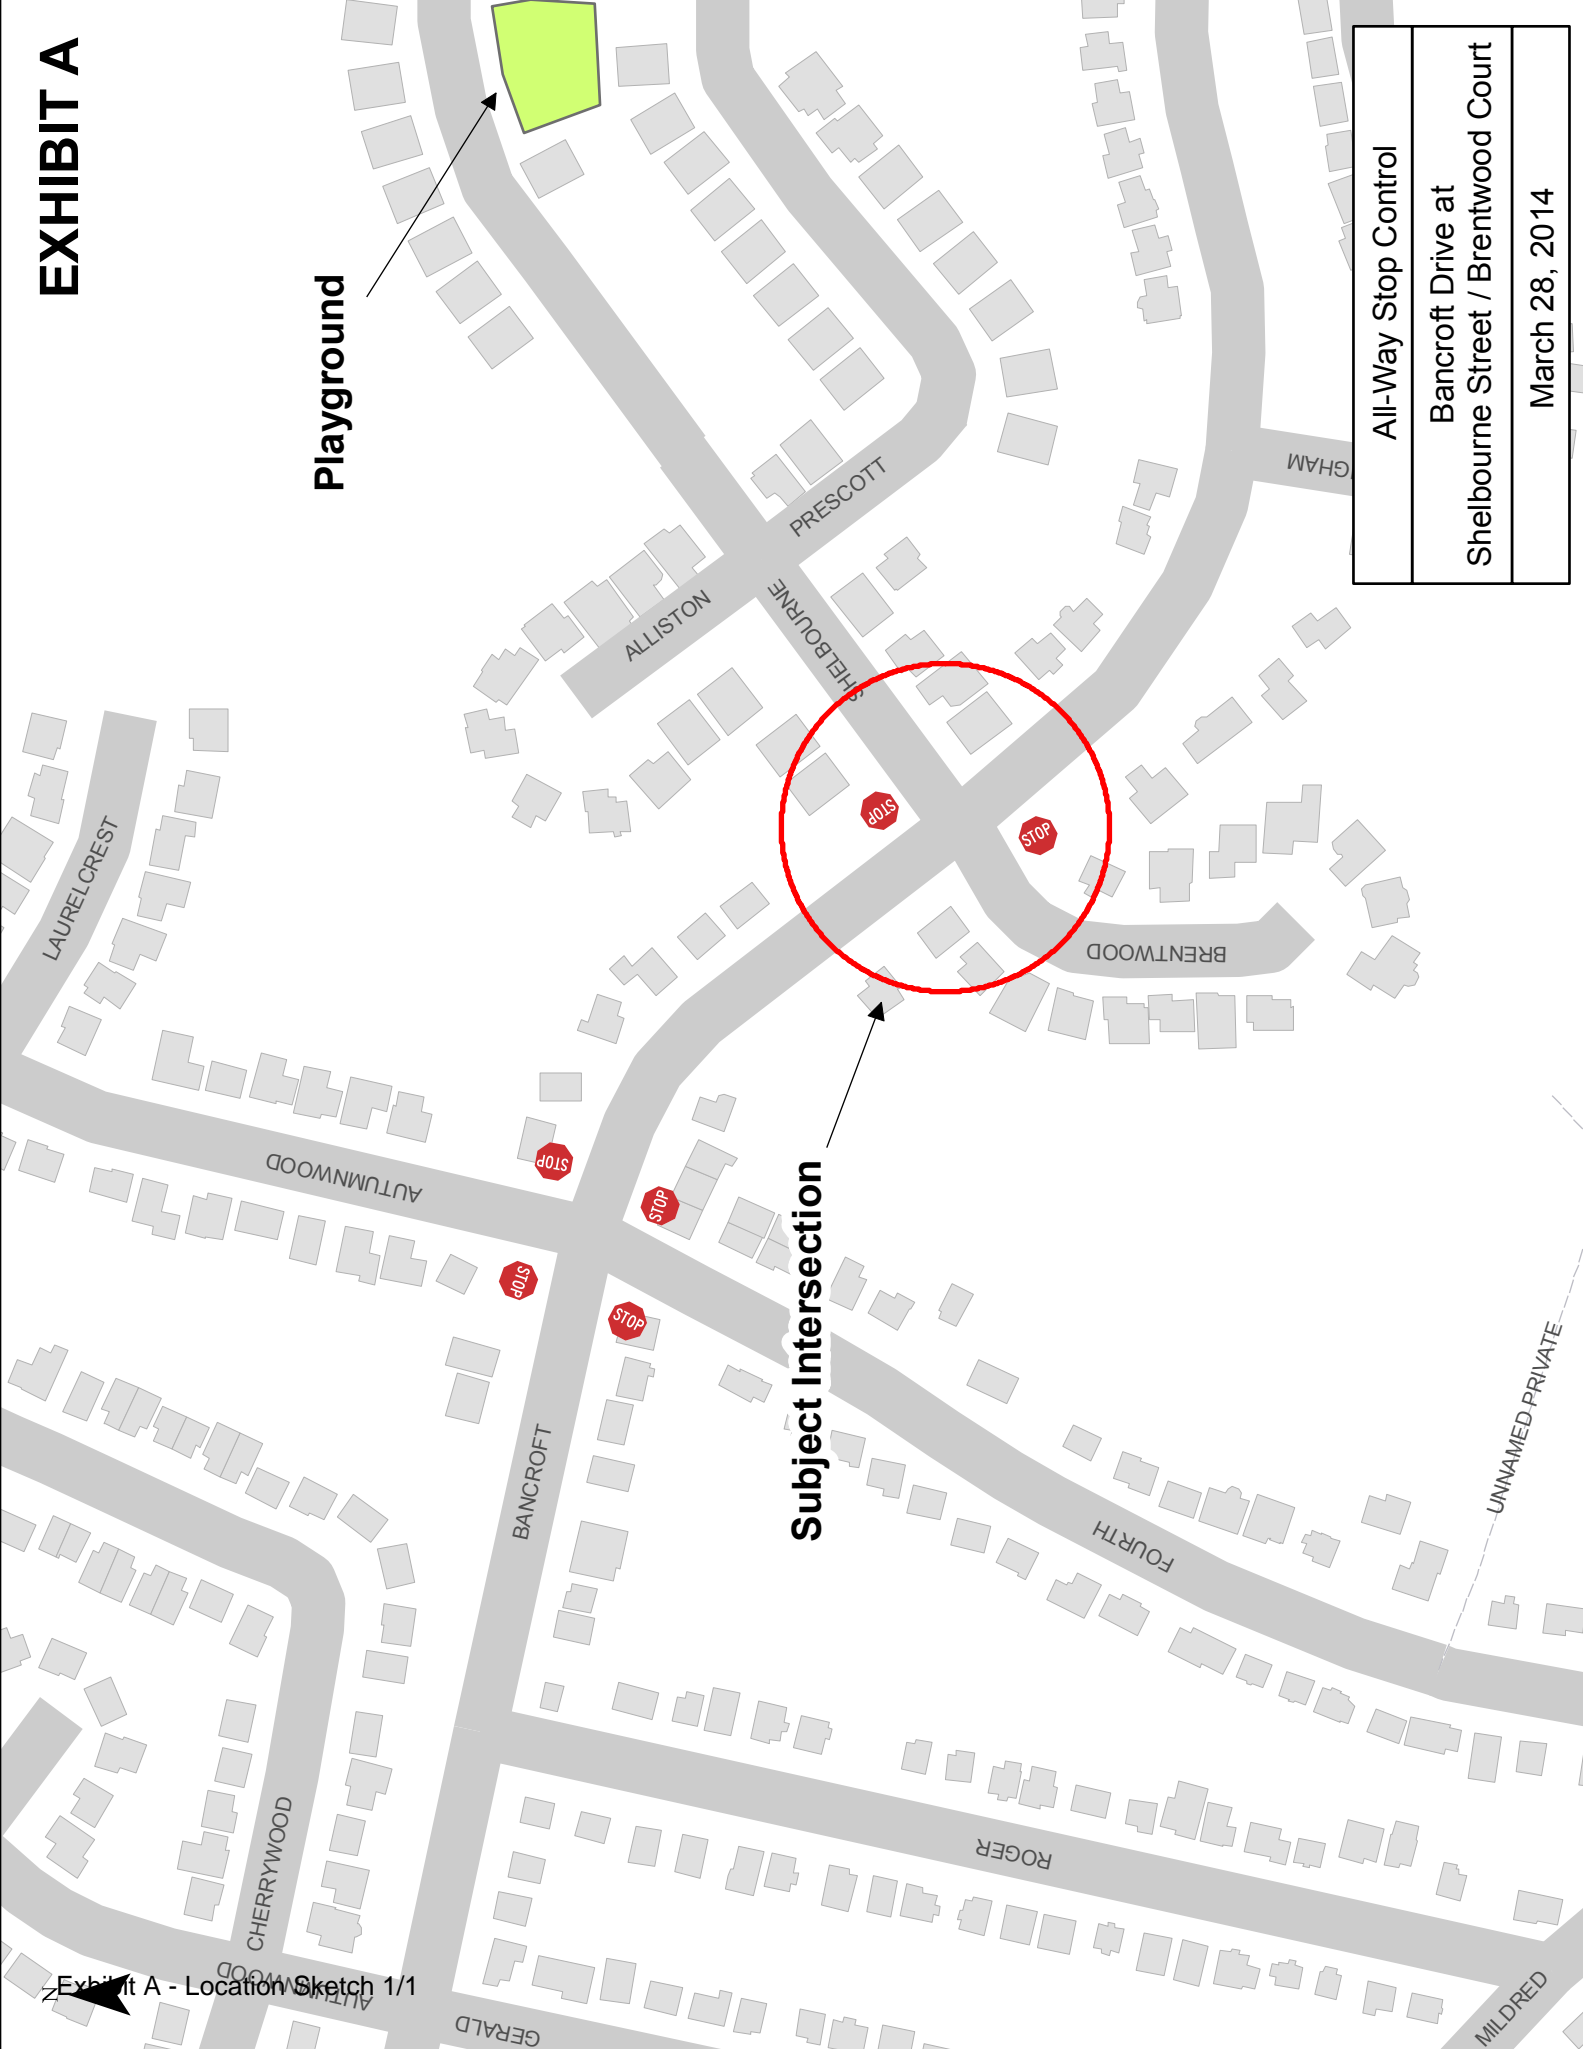 EXHIBIT A
Playground
Subject Intersection
All-Way Stop Control
Bancroft Drive at
Shelbourne Street / Brentwood Court
March 28, 2014
LAURELCREST
AUTUMNWOOD
ALLISTON
PRESCOTT
SHELBOURNE
BRENTWOOD
GHAM
STOP
STOP
STOP
STOP
STOP
STOP
BANCROFT
FOURTH
UNNAMED PRIVATE
CHERRYWOOD
AUTUMNWOOD
ROGER
GERALD
MILDRED
N
Exhibit A - Location Sketch 1/1